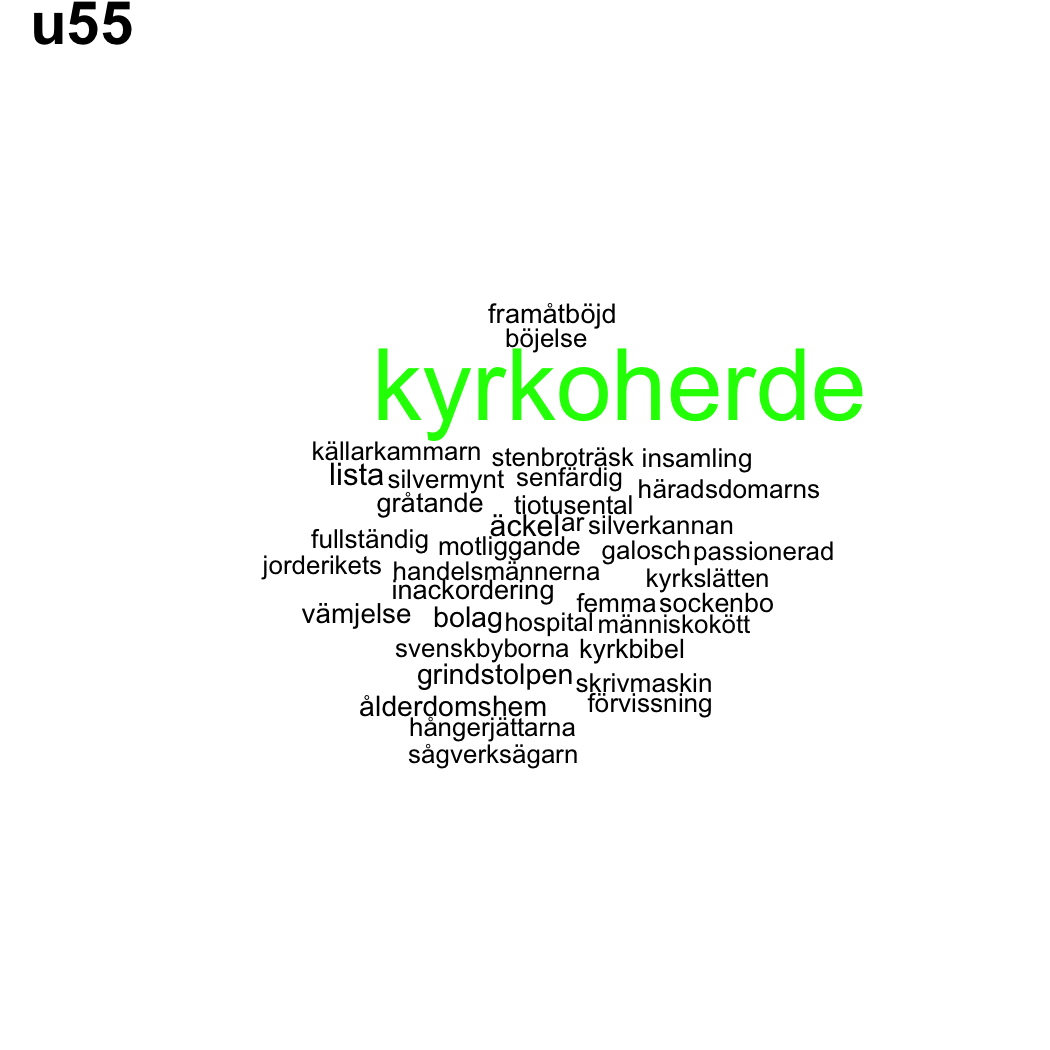 u55
framåtböjd
böjelse
kyrkoherde
källarkammarn stenbroträsk insamling
lista silvermynt senfärdig häradsdomarns
gråtande tiotusental
äckel ar silverkannan
fullständig motliggande galosch passionerad
jorderikets handelsmännerna kyrkslätten
inackordering femma sockenbo
vämjelse bolag hospital människokött
svenskbyborna kyrkbibel
grindstolpen skrivmaskin
ålderdomshem förvissning
hångerjättarna
sågverksägarn